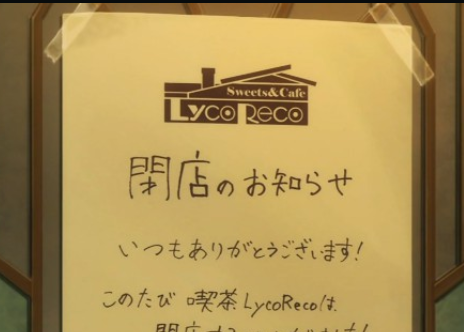 Sweets&Cafe
LycoReco
閉店のお知らせ
いつもありがとうございます!
このたび 喫茶LycoRecoは、